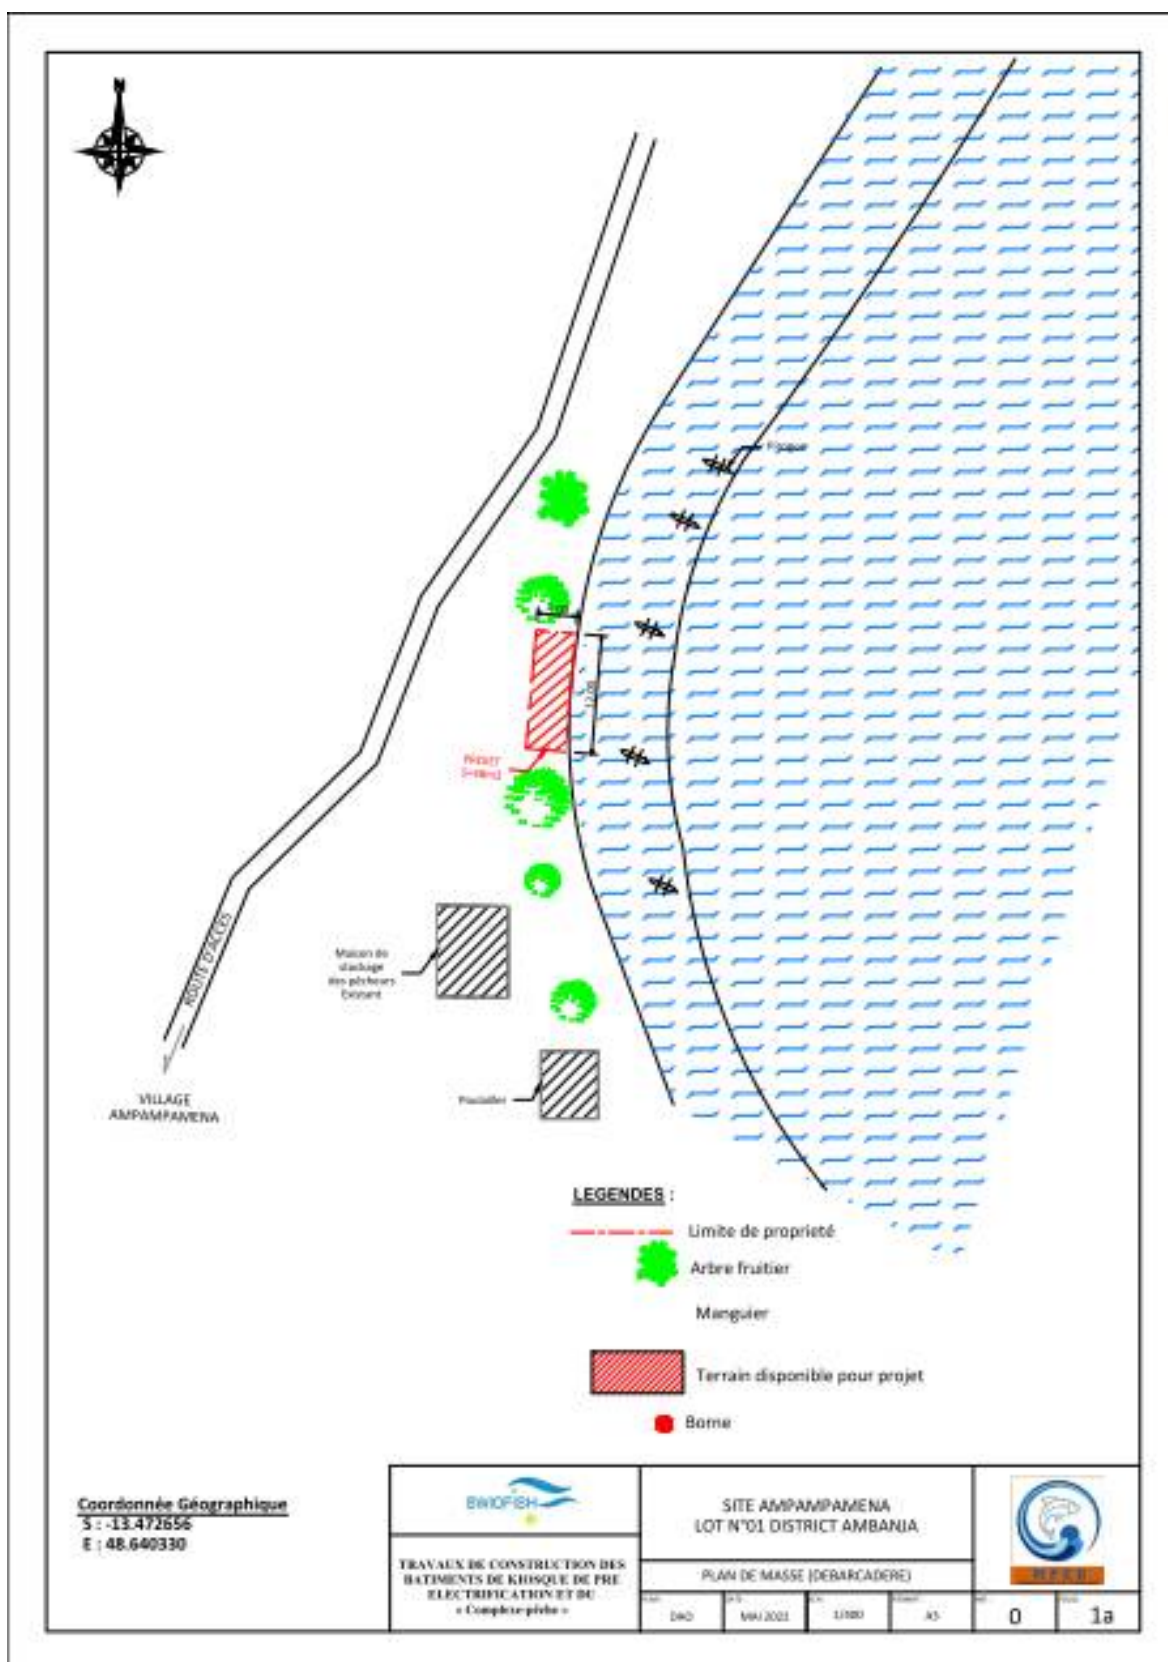 N
Pirogue
12.00
PROJET
Maison de
stockage
des pêcheurs
Existant
ROUTE D'ACCES
VILLAGE
AMPAMPAMENA
Poulailler
LEGENDES :
Limite de proprieté
Arbre fruitier
Manguier
Terrain disponible pour projet
Borne
Coordonnée Géographique
S : -13.472656
E : 48.640330
SWIOFISH
TRAVAUX DE CONSTRUCTION DES
BATIMENTS DE KIOSQUE DE PRE
ELECTRIFICATION ET DU
« Complexe-pêche »
SITE AMPAMPAMENA
LOT N°01 DISTRICT AMBANJA
PLAN DE MASSE (DEBARCADERE)
DAO
MAI 2021
A3
0
1a